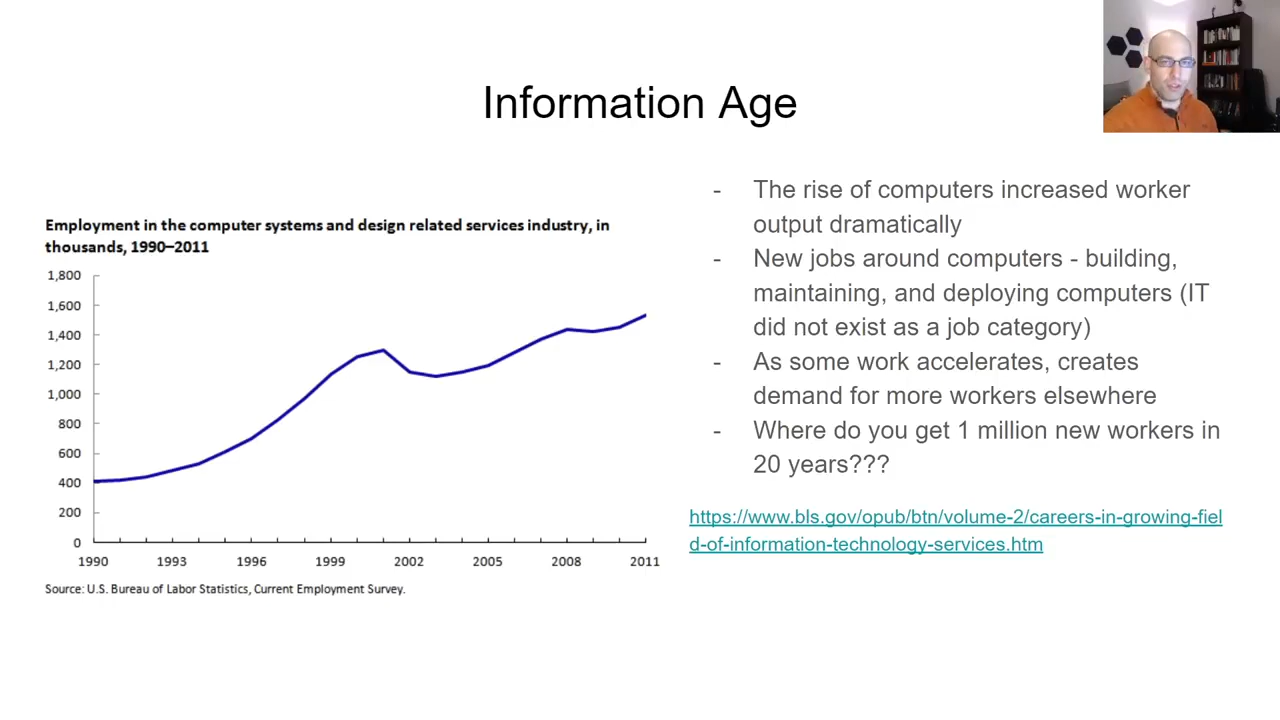 Information Age
Employment in the computer systems and design related services industry, in
thousands, 1990–2011
1,800
1,600
1,400
1,200
1,000
800
600
400
200
0
1990
1993
1996
1999
2002
2005
2008
2011
Source: U.S. Bureau of Labor Statistics, Current Employment Survey.
- The rise of computers increased worker
output dramatically
- New jobs around computers - building,
maintaining, and deploying computers (IT
did not exist as a job category)
- As some work accelerates, creates
demand for more workers elsewhere
- Where do you get 1 million new workers in
20 years???
https://www.bls.gov/opub/btn/volume-2/careers-in-growing-fiel
d-of-information-technology-services.htm